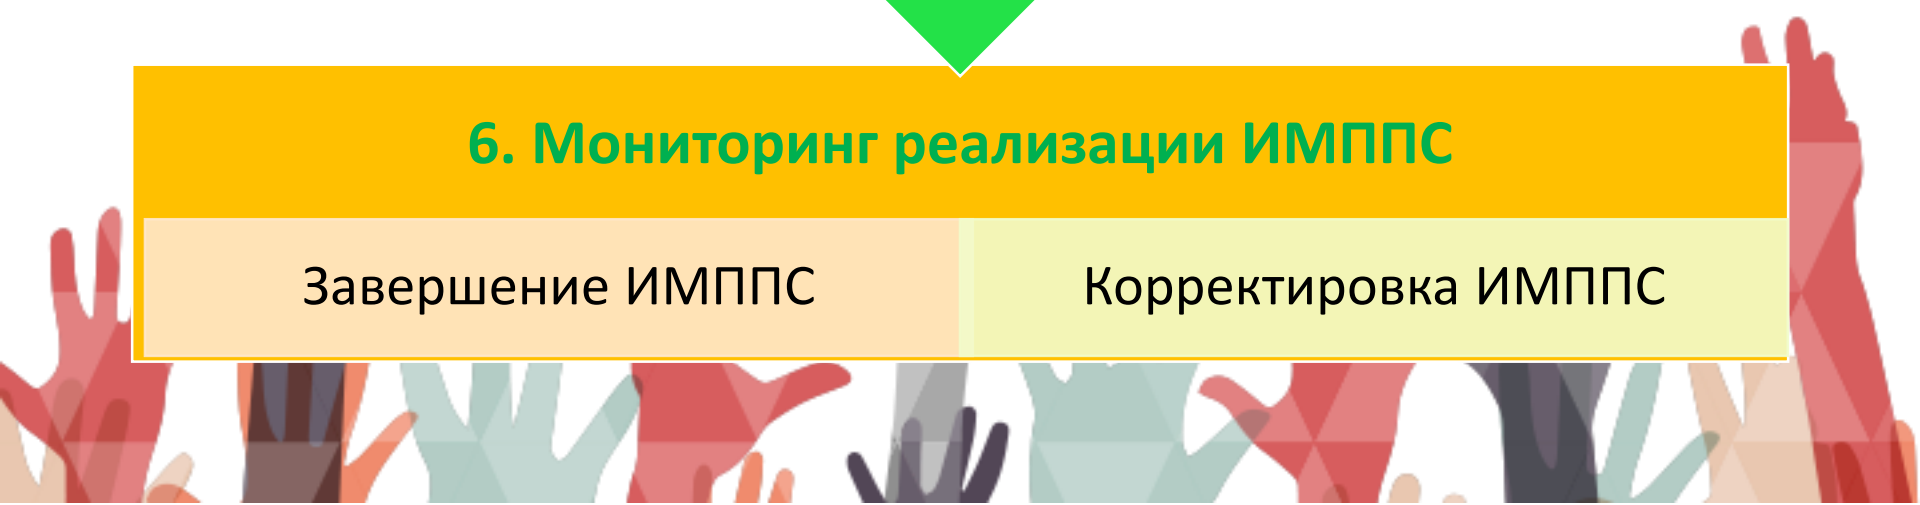 6. Мониторинг реализации ИМППС
Завершение ИМППС
Корректировка ИМППС